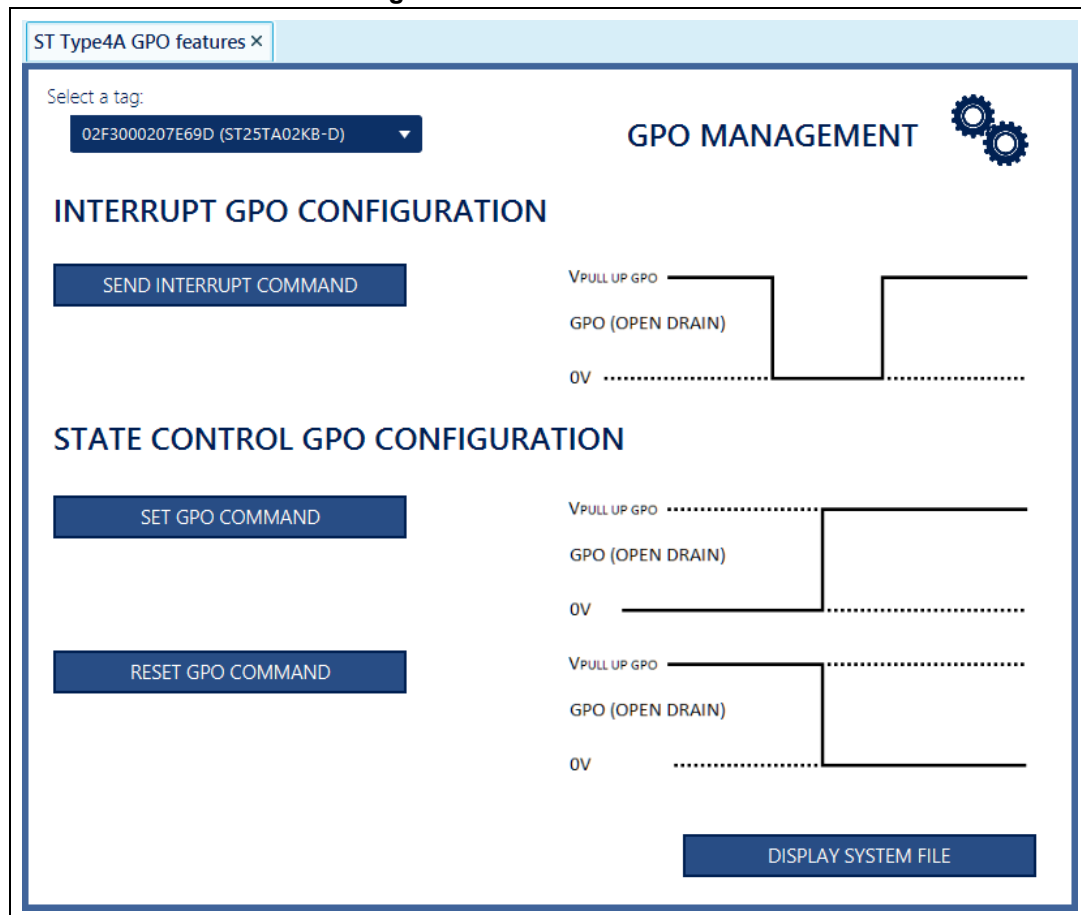 ST Type4A GPO features ×
Select a tag:
02F3000207E69D (ST25TA02KB-D)
GPO MANAGEMENT
INTERRUPT GPO CONFIGURATION
SEND INTERRUPT COMMAND
VPULL UP GPO
GPO (OPEN DRAIN)
0V
STATE CONTROL GPO CONFIGURATION
SET GPO COMMAND
VPULL UP GPO
GPO (OPEN DRAIN)
0V
RESET GPO COMMAND
VPULL UP GPO
GPO (OPEN DRAIN)
0V
DISPLAY SYSTEM FILE